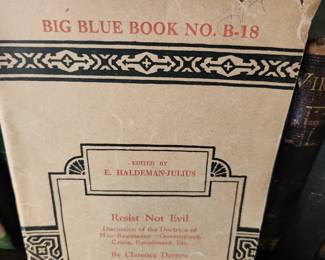 BIG BLUE BOOK NO. B-18
EDITED BY
E. HALDEMAN-JULIUS
Resist Not Evil
Discussion of the Doctrine of
Non-Resistance—Government,
Crime, Punishment, Etc.
By Clarence Darrow